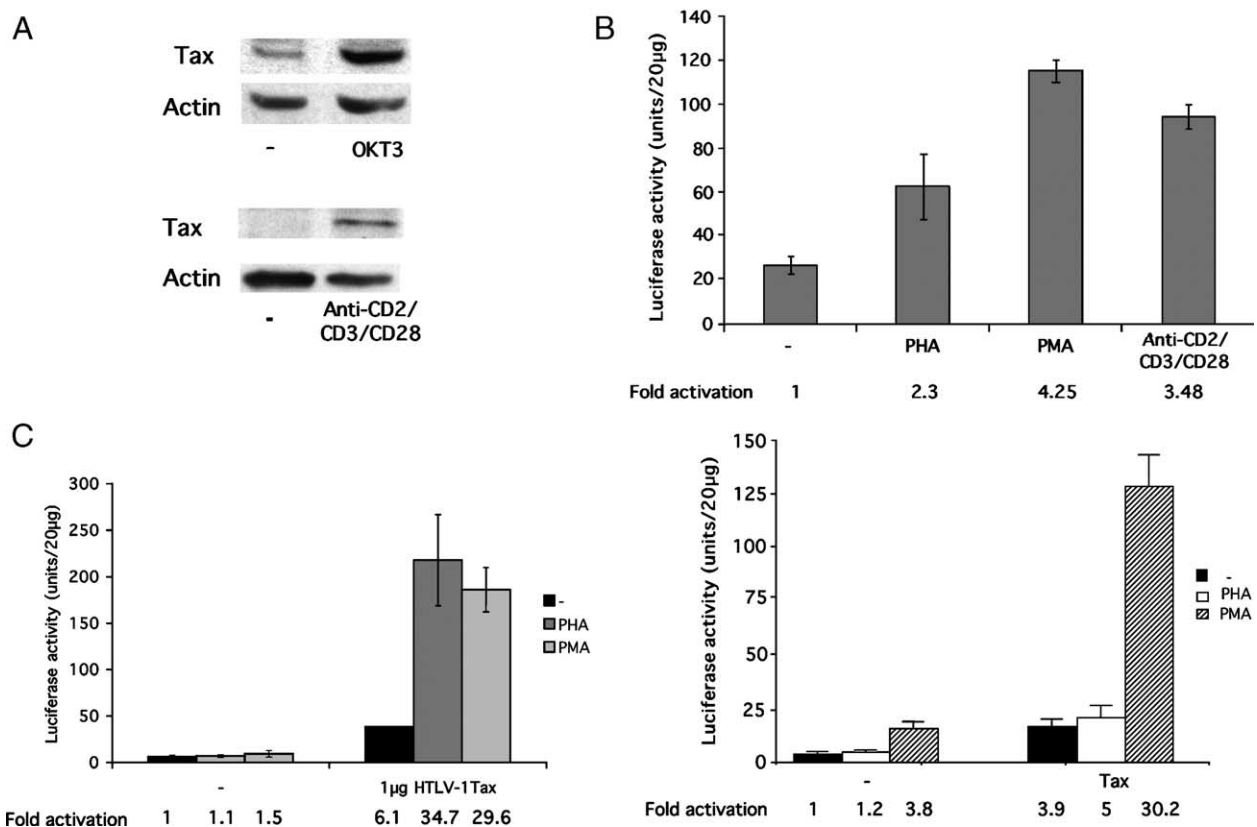 A
Tax
Actin
- OKT3
Tax
Actin
- Anti-CD2/
CD3/CD28
B
Luciferase activity (units/20µg)
140
120
100
80
60
40
20
0
- PHA PMA Anti-CD2/
CD3/CD28
Fold activation 1 2.3 4.25 3.48
C
Luciferase activity (units/20µg)
300
250
200
150
100
50
0
-
PHA
PMA
- 1µg HTLV-1Tax
Fold activation 1 1.1 1.5 6.1 34.7 29.6
Luciferase activity (units/20µg)
150
125
100
75
50
25
0
-
PHA
PMA
- Tax
Fold activation 1 1.2 3.8 3.9 5 30.2